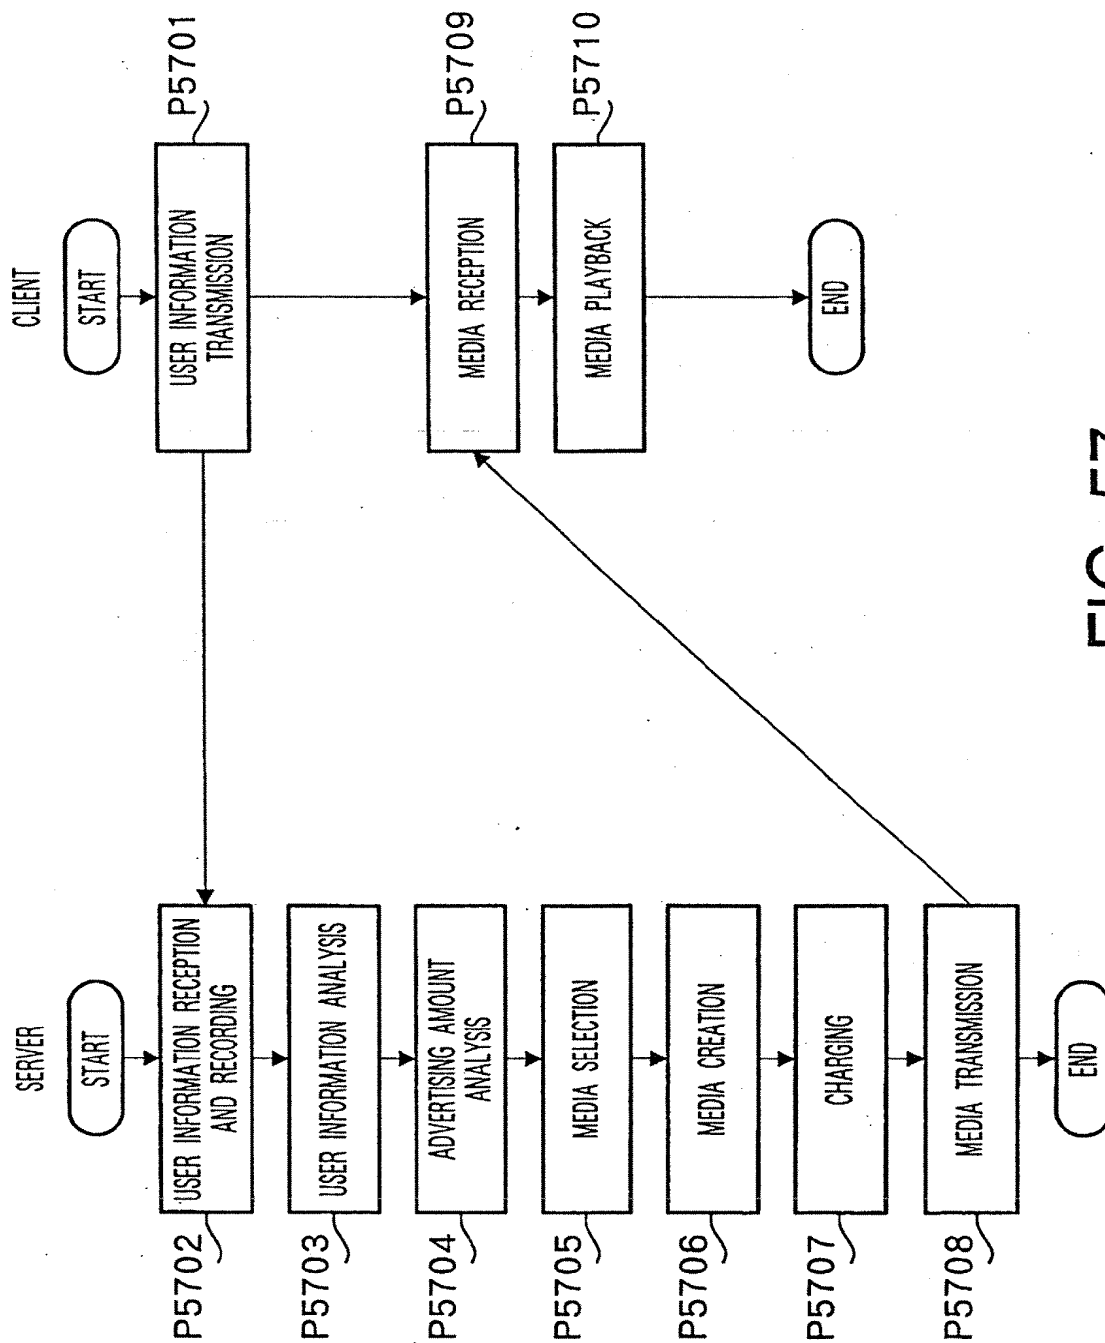 SERVER
START
P5702
USER INFORMATION RECEPTION
AND RECORDING
P5703
USER INFORMATION ANALYSIS
P5704
ADVERTISING AMOUNT
ANALYSIS
P5705
MEDIA SELECTION
P5706
MEDIA CREATION
P5707
CHARGING
P5708
MEDIA TRANSMISSION
END
CLIENT
START
P5701
USER INFORMATION
TRANSMISSION
P5709
MEDIA RECEPTION
P5710
MEDIA PLAYBACK
END
FIG. 57